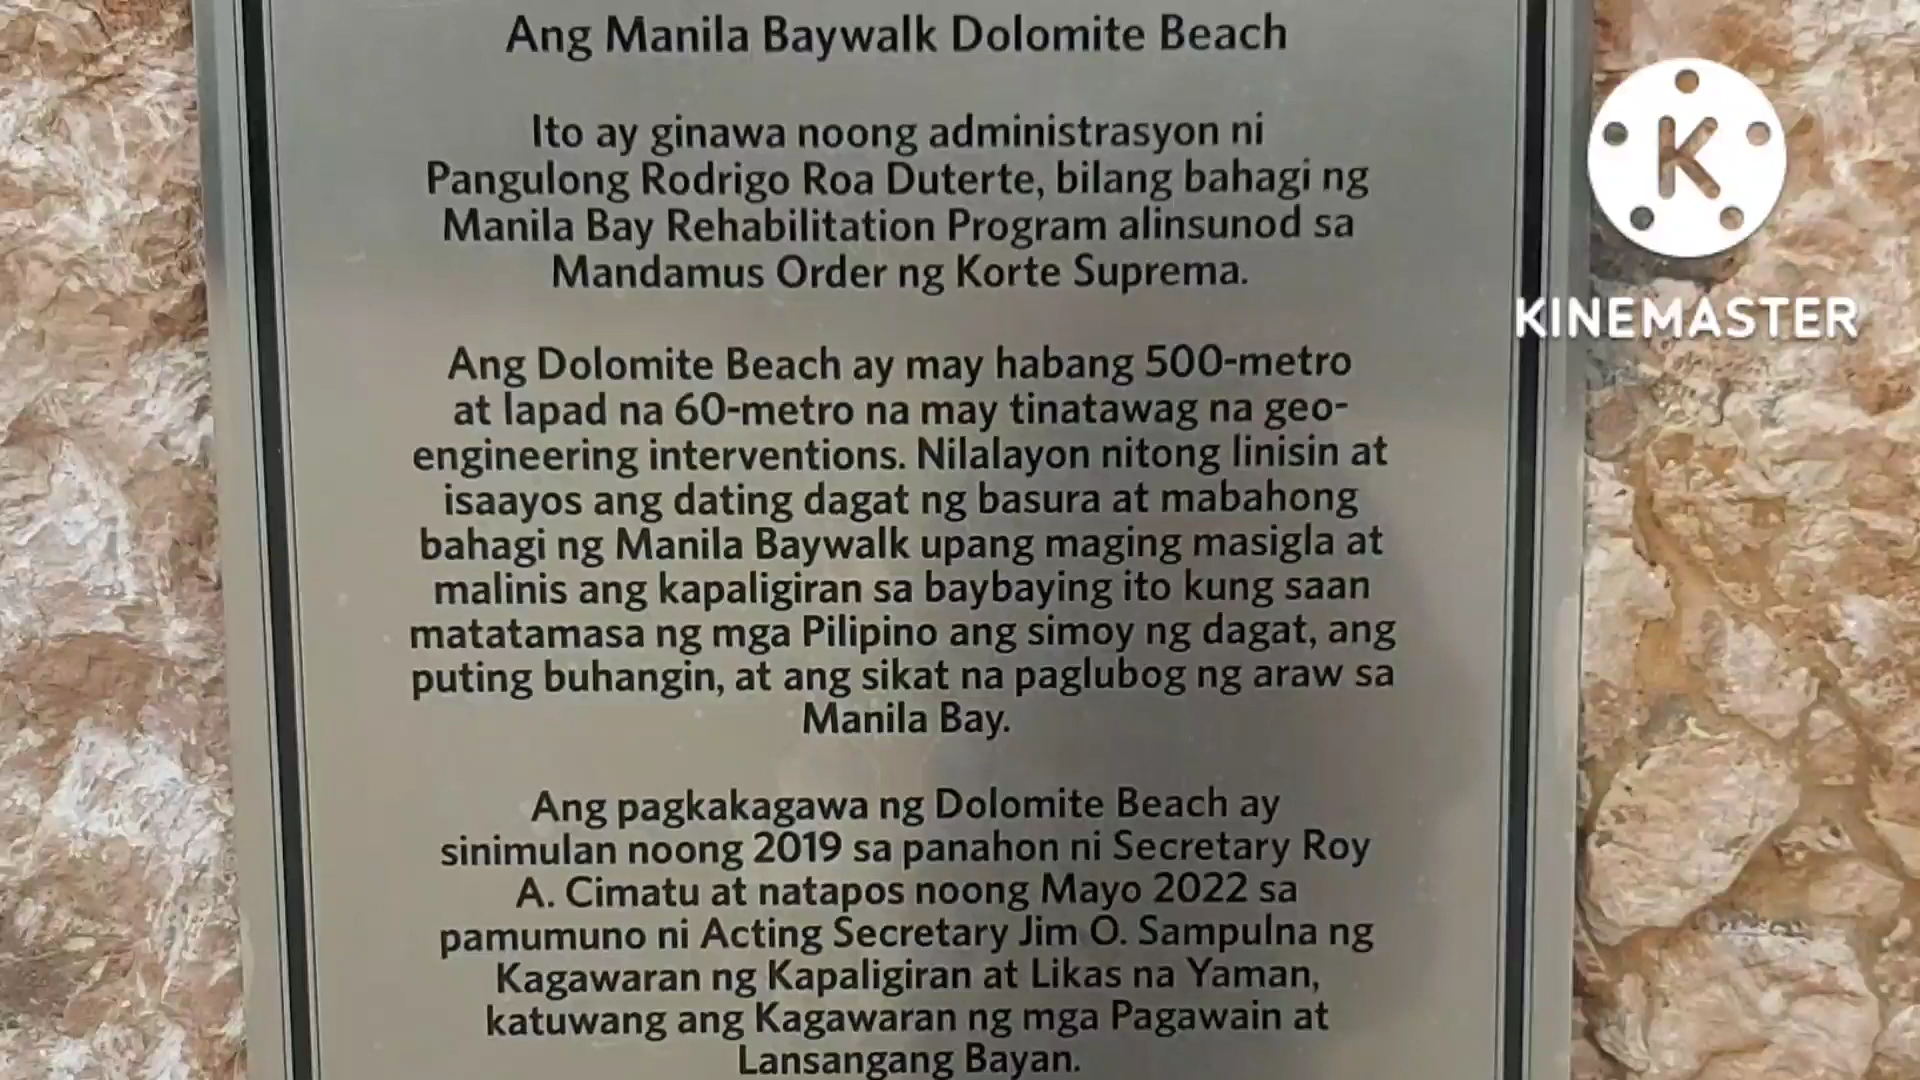 Ang Manila Baywalk Dolomite Beach
Ito ay ginawa noong administrasyon ni
Pangulong Rodrigo Roa Duterte, bilang bahagi ng
Manila Bay Rehabilitation Program alinsunod sa
Mandamus Order ng Korte Suprema.
Ang Dolomite Beach ay may habang 500-metro
at lapad na 60-metro na may tinatawag na geo-
engineering interventions. Nilalayon nitong linisin at
isaayos ang dating dagat ng basura at mabahong
bahagi ng Manila Baywalk upang maging masigla at
malinis ang kapaligiran sa baybaying ito kung saan
matatamasa ng mga Pilipino ang simoy ng dagat, ang
puting buhangin, at ang sikat na paglubog ng araw sa
Manila Bay.
Ang pagkakagawa ng Dolomite Beach ay
sinimulan noong 2019 sa panahon ni Secretary Roy
A. Cimatu at natapos noong Mayo 2022 sa
pamumuno ni Acting Secretary Jim O. Sampulna ng
Kagawaran ng Kapaligiran at Likas na Yaman,
katuwang ang Kagawaran ng mga Pagawain at
Lansangang Bayan.
K
KINEMASTER